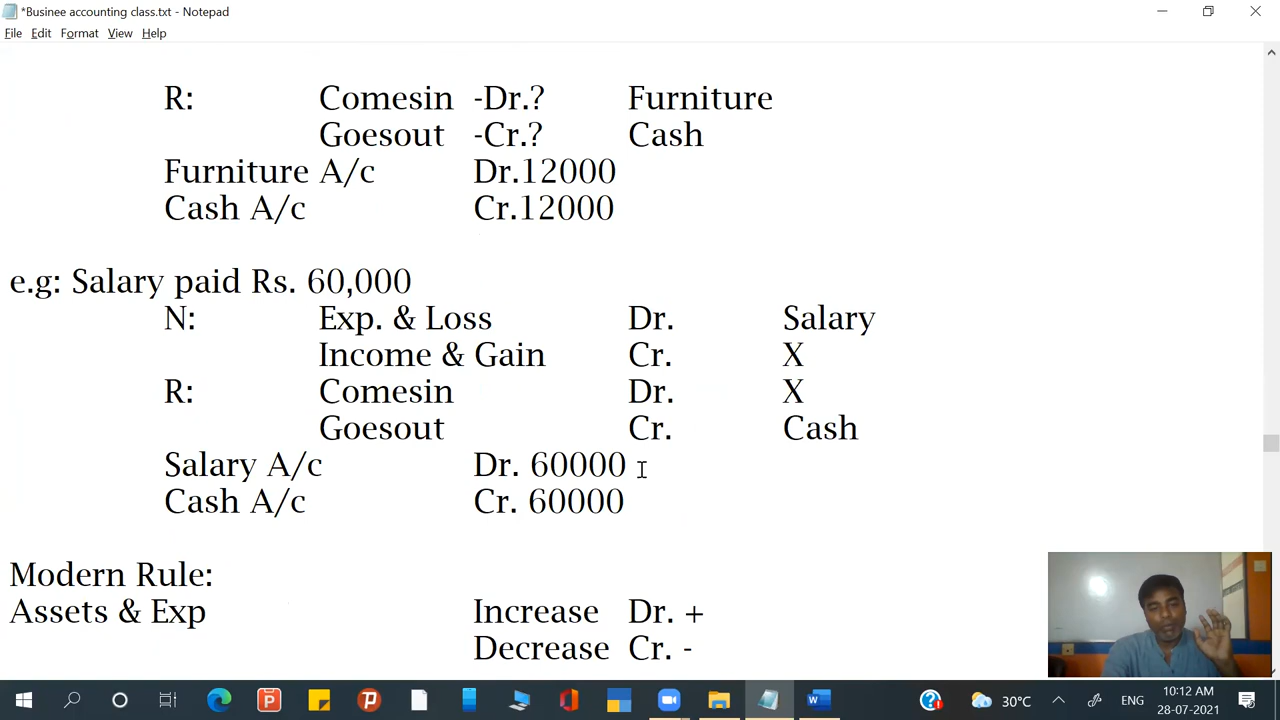 *Businee accounting class.txt - Notepad
File Edit Format View Help
R: Comesin -Dr.? Furniture
Goesout -Cr.? Cash
Furniture A/c Dr.12000
Cash A/c Cr.12000
e.g: Salary paid Rs. 60,000
N: Exp. & Loss Dr. Salary
Income & Gain Cr. X
R: Comesin Dr. X
Goesout Cr. Cash
Salary A/c Dr. 60000
Cash A/c Cr. 60000
Modern Rule:
Assets & Exp Increase Dr. +
Decrease Cr. -
30°C ENG 10:12 AM
28-07-2021